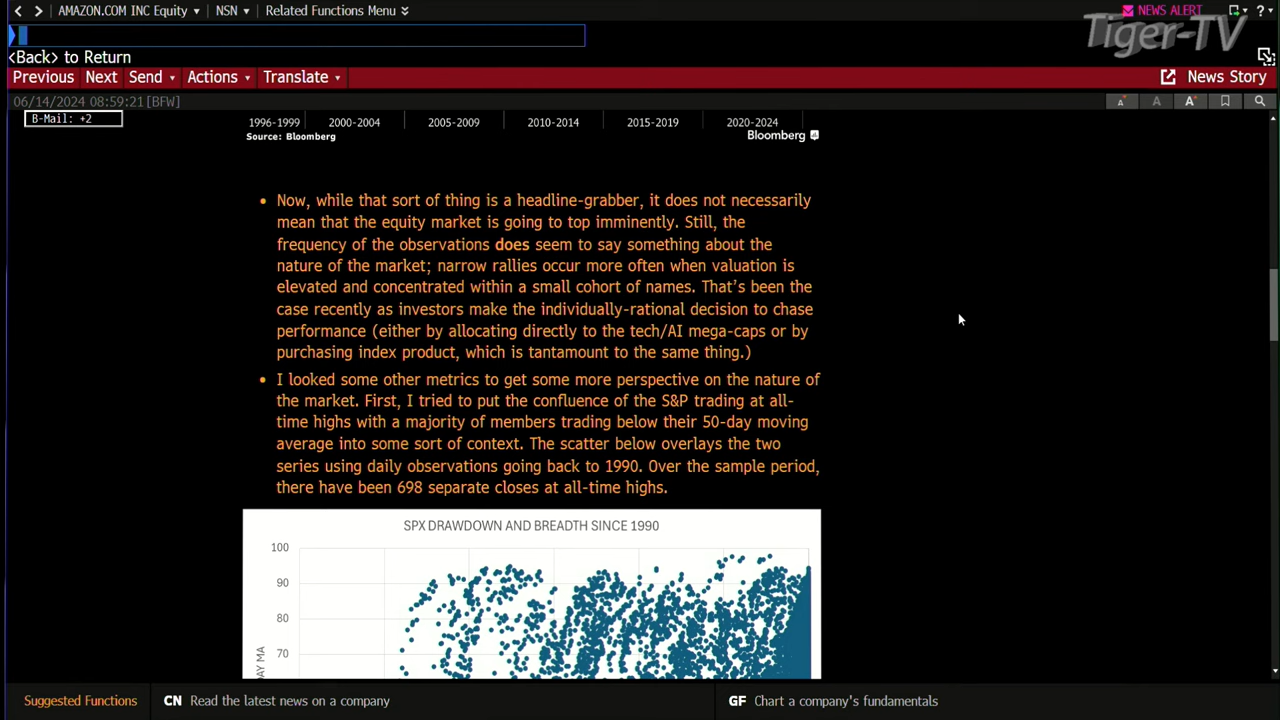 AMAZON.COM INC Equity NSN Related Functions Menu NEWS ALERT ?
Tiger-TV
<Back> to Return
Previous Next Send Actions Translate News Story
06/14/2024 08:59:21[BFW] A A A
B-Mail: +2
1996-1999 2000-2004 2005-2009 2010-2014 2015-2019 2020-2024
Source: Bloomberg Bloomberg
• Now, while that sort of thing is a headline-grabber, it does not necessarily
mean that the equity market is going to top imminently. Still, the
frequency of the observations does seem to say something about the
nature of the market; narrow rallies occur more often when valuation is
elevated and concentrated within a small cohort of names. That's been the
case recently as investors make the individually-rational decision to chase
performance (either by allocating directly to the tech/AI mega-caps or by
purchasing index product, which is tantamount to the same thing.)
• I looked some other metrics to get some more perspective on the nature of
the market. First, I tried to put the confluence of the S&P trading at all-
time highs with a majority of members trading below their 50-day moving
average into some sort of context. The scatter below overlays the two
series using daily observations going back to 1990. Over the sample period,
there have been 698 separate closes at all-time highs.
SPX DRAWDOWN AND BREADTH SINCE 1990
100
90
80
70
DAY MA
Suggested Functions CN Read the latest news on a company GF Chart a company's fundamentals